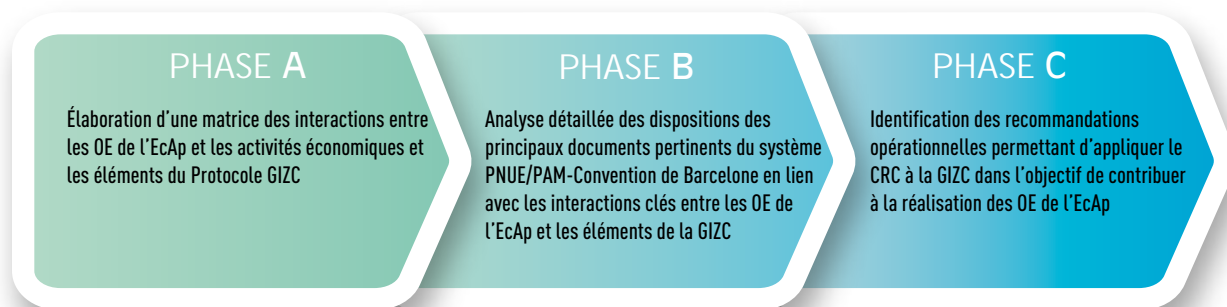 PHASE A
Élaboration d'une matrice des interactions entre
les OE de l'EcAp et les activités économiques et
les éléments du Protocole GIZC
PHASE B
Analyse détaillée des dispositions des
principaux documents pertinents du système
PNUE/PAM-Convention de Barcelone en lien
avec les interactions clés entre les OE de
l'EcAp et les éléments de la GIZC
PHASE C
Identification des recommandations
opérationnelles permettant d'appliquer le
CRC à la GIZC dans l'objectif de contribuer
à la réalisation des OE de l'EcAp